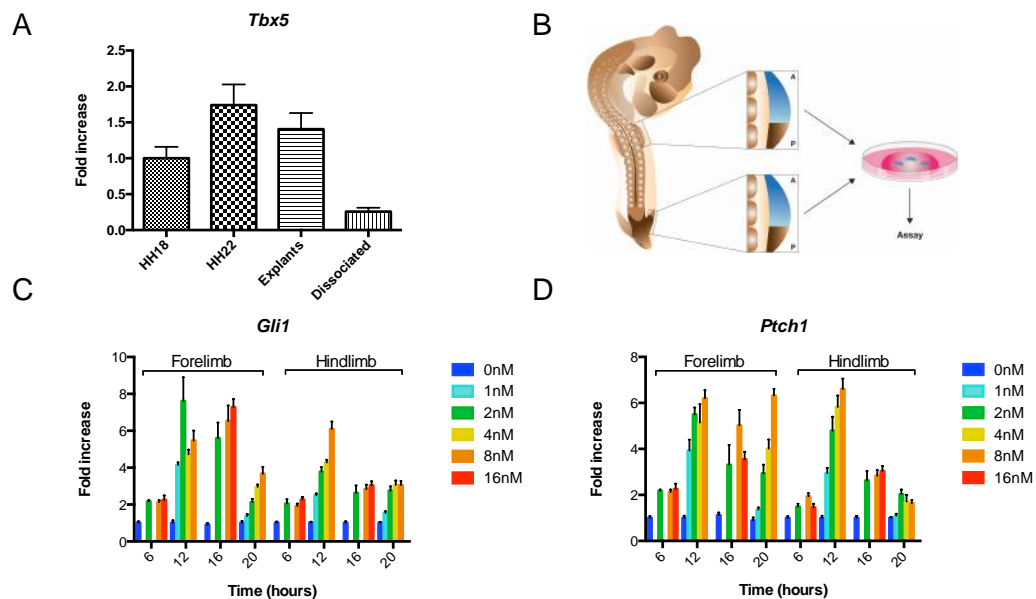 A
Tbx5
Fold increase
2.5
2.0
1.5
1.0
0.5
0.0
HH18
HH22
Explants
Dissociated
B
A
P
A
P
Assay
C
Gli1
Forelimb
Hindlimb
Fold increase
10
8
6
4
2
0
6 12 16 20 6 12 16 20
Time (hours)
0nM
1nM
2nM
4nM
8nM
16nM
D
Ptch1
Forelimb
Hindlimb
Fold increase
8
6
4
2
0
6 12 16 20 6 12 16 20
Time (hours)
0nM
1nM
2nM
4nM
8nM
16nM